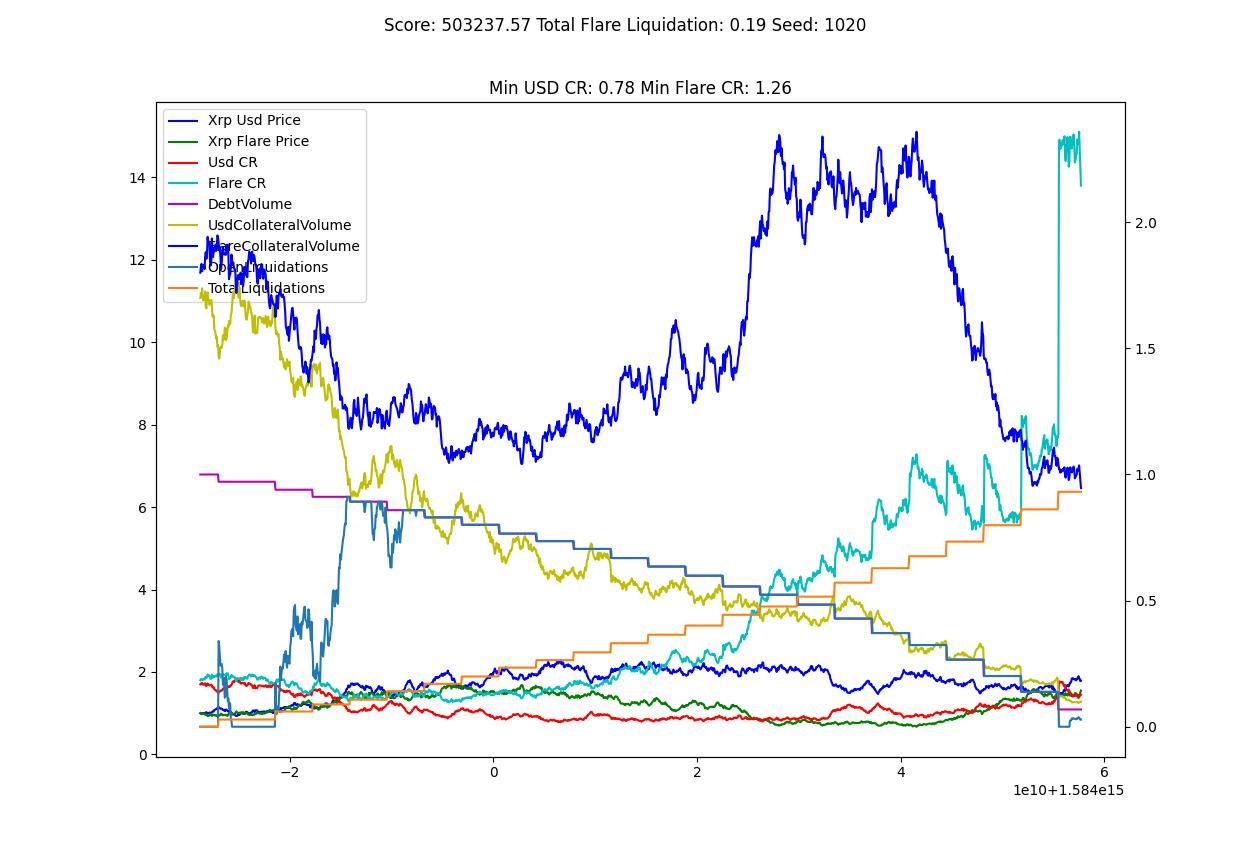 Score: 503237.57 Total Flare Liquidation: 0.19 Seed: 1020
Min USD CR: 0.78 Min Flare CR: 1.26
Xrp Usd Price
Xrp Flare Price
Usd CR
Flare CR
DebtVolume
UsdCollateralVolume
FlareCollateralVolume
OpenLiquidations
TotalLiquidations
14
12
10
8
6
4
2
0
2.0
1.5
1.0
0.5
0.0
−2
0
2
4
6
1e10+1.584e15